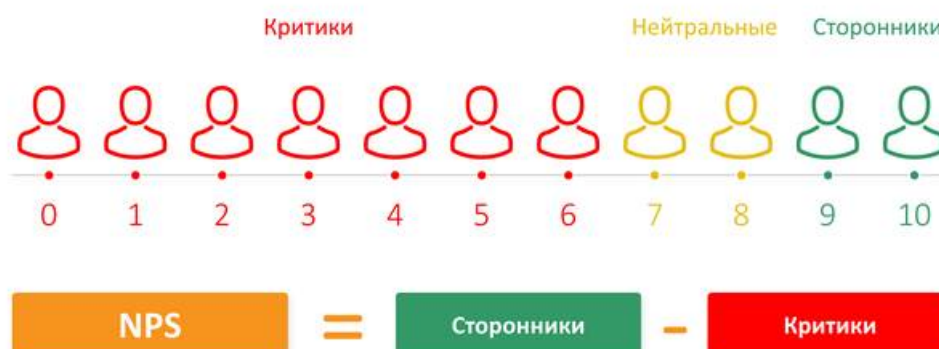 Критики Нейтральные Сторонники
0 1 2 3 4 5 6 7 8 9 10
NPS = Сторонники - Критики